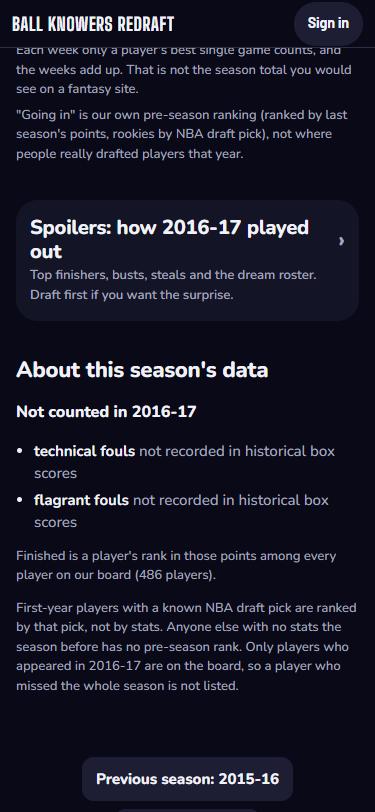 BALL KNOWERS REDRAFT
Sign in
Each week only a player's best single game counts, and
the weeks add up. That is not the season total you would
see on a fantasy site.
"Going in" is our own pre-season ranking (ranked by last
season's points, rookies by NBA draft pick), not where
people really drafted players that year.
Spoilers: how 2016-17 played
out
›
Top finishers, busts, steals and the dream roster.
Draft first if you want the surprise.
About this season's data
Not counted in 2016-17
• technical fouls not recorded in historical box
scores
• flagrant fouls not recorded in historical box
scores
Finished is a player's rank in those points among every
player on our board (486 players).
First-year players with a known NBA draft pick are ranked
by that pick, not by stats. Anyone else with no stats the
season before has no pre-season rank. Only players who
appeared in 2016-17 are on the board, so a player who
missed the whole season is not listed.
Previous season: 2015-16